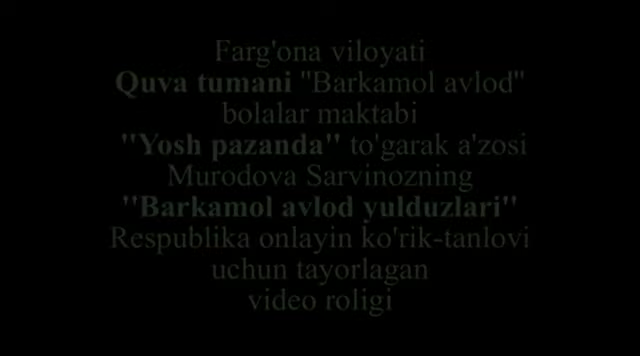 Farg'ona viloyati
Quva tumani "Barkamol avlod"
bolalar maktabi
"Yosh pazanda" to'garak a'zosi
Murodova Sarvinozning
"Barkamol avlod yulduzlari"
Respublika onlayin ko'rik-tanlovi
uchun tayorlagan
video roligi